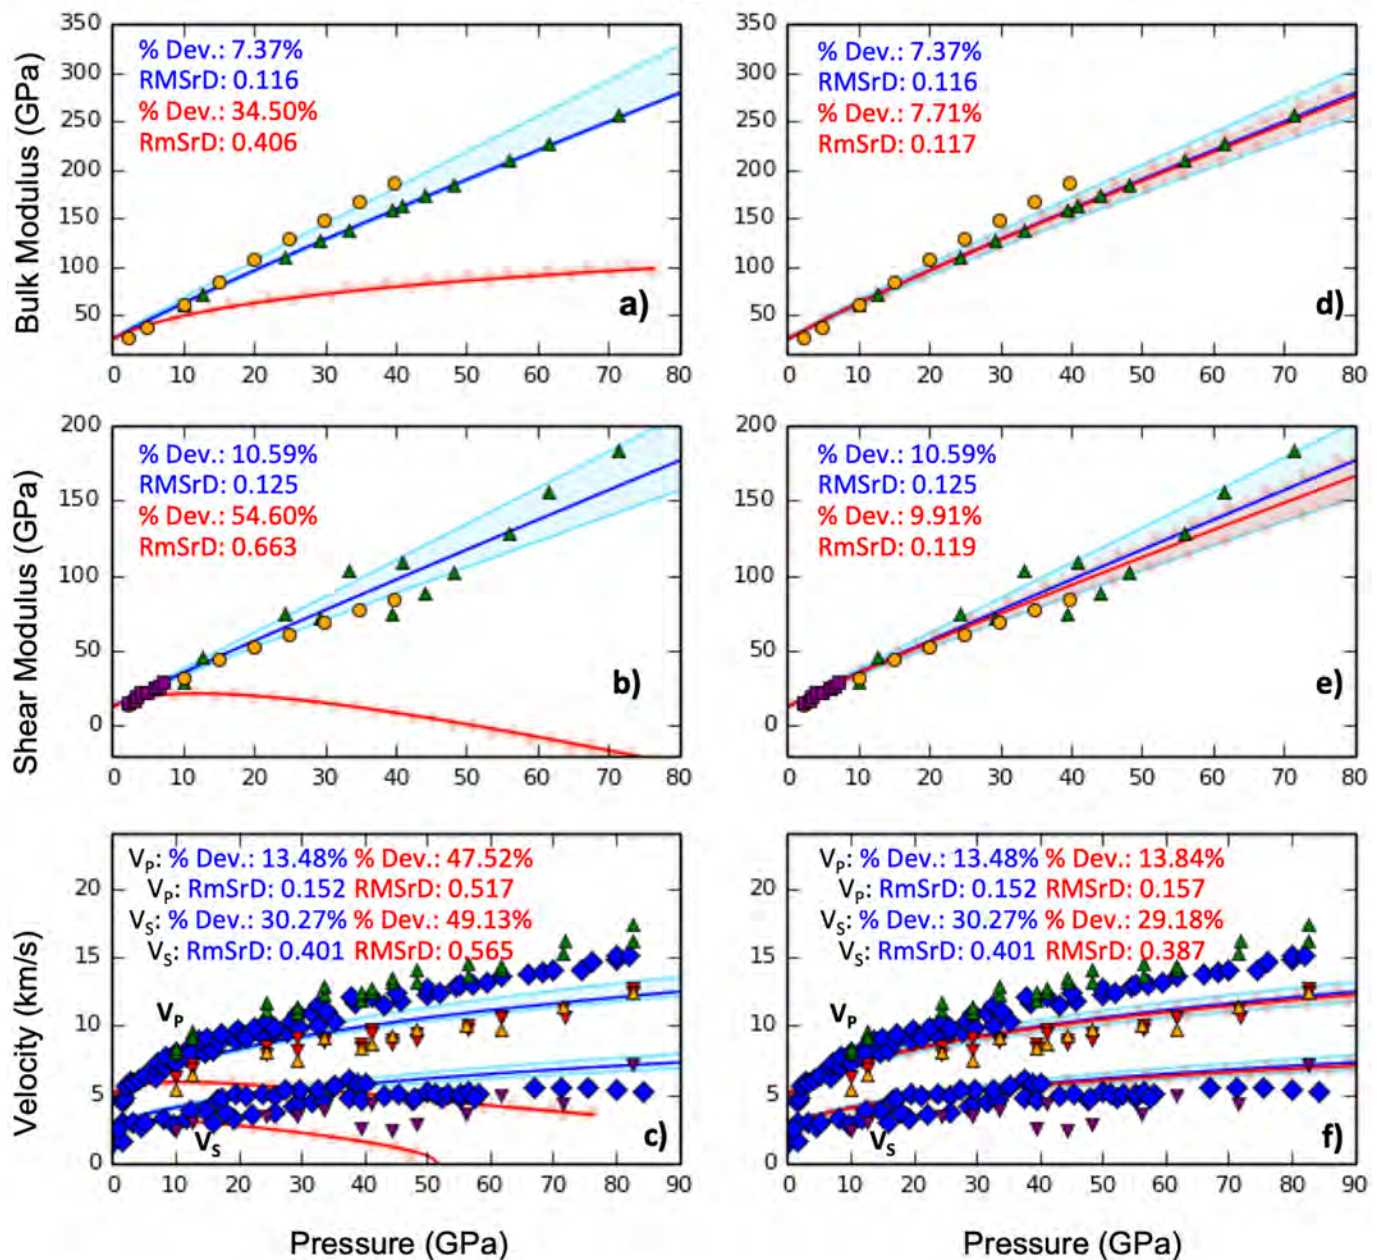 Bulk Modulus (GPa)
350
300
250
200
150
100
50
% Dev.: 7.37%
RMSrD: 0.116
% Dev.: 34.50%
RmSrD: 0.406
a)
0 10 20 30 40 50 60 70 80
350
300
250
200
150
100
50
% Dev.: 7.37%
RMSrD: 0.116
% Dev.: 7.71%
RmSrD: 0.117
d)
0 10 20 30 40 50 60 70 80
Shear Modulus (GPa)
200
150
100
50
0
% Dev.: 10.59%
RMSrD: 0.125
% Dev.: 54.60%
RmSrD: 0.663
b)
0 10 20 30 40 50 60 70 80
200
150
100
50
0
% Dev.: 10.59%
RMSrD: 0.125
% Dev.: 9.91%
RmSrD: 0.119
e)
0 10 20 30 40 50 60 70 80
Velocity (km/s)
20
15
10
5
0
VP: % Dev.: 13.48% % Dev.: 47.52%
VP: RmSrD: 0.152 RMSrD: 0.517
VS: % Dev.: 30.27% % Dev.: 49.13%
VS: RmSrD: 0.401 RMSrD: 0.565
VP
VS
c)
0 10 20 30 40 50 60 70 80 90
Pressure (GPa)
20
15
10
5
0
VP: % Dev.: 13.48% % Dev.: 13.84%
VP: RmSrD: 0.152 RMSrD: 0.157
VS: % Dev.: 30.27% % Dev.: 29.18%
VS: RmSrD: 0.401 RMSrD: 0.387
VP
VS
f)
0 10 20 30 40 50 60 70 80 90
Pressure (GPa)